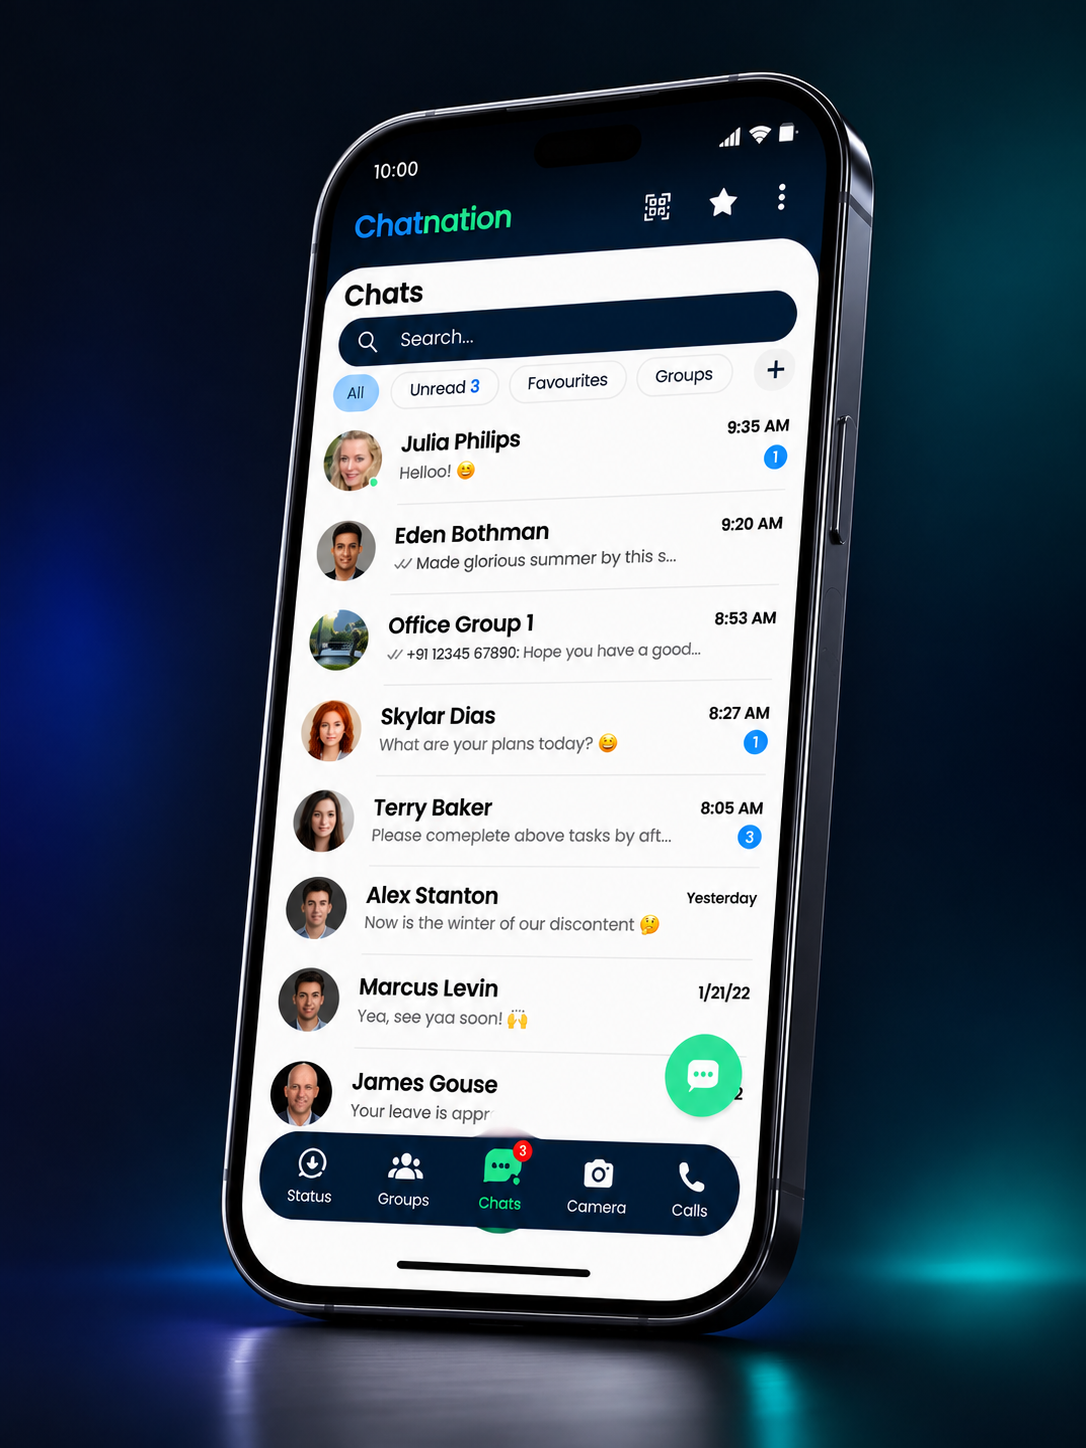 10:00
Chatnation
Chats
Search...
All
Unread 3
Favourites
Groups
+
Julia Philips
9:35 AM
Helloo! 😆
1
Eden Bothman
9:20 AM
Made glorious summer by this s...
Office Group 1
8:53 AM
+91 12345 67890: Hope you have a good...
Skylar Dias
8:27 AM
What are your plans today? 😆
1
Terry Baker
8:05 AM
Please comeplete above tasks by aft...
3
Alex Stanton
Yesterday
Now is the winter of our discontent 🤔
Marcus Levin
1/21/22
Yea, see yaa soon! 🙌
James Gouse
2
Your leave is appr
3
Status
Groups
Chats
Camera
Calls